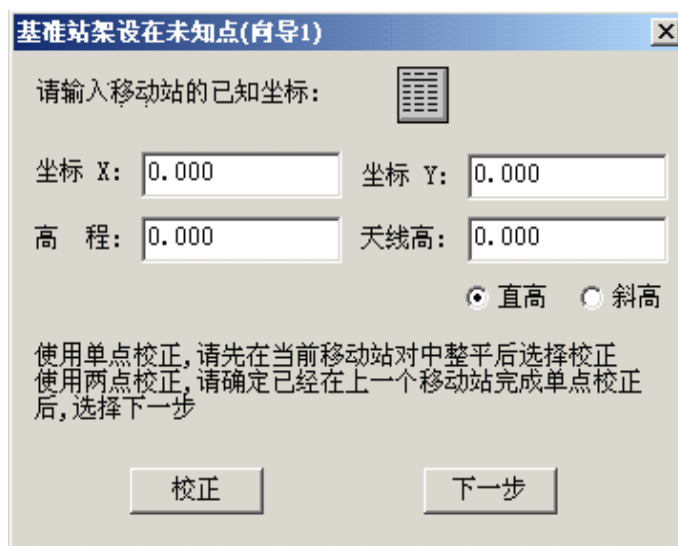 基准站架设在未知点(向导1)
请输入移动站的已知坐标:
坐标 X: 0.000 坐标 Y: 0.000
高 程: 0.000 天线高: 0.000
直高 斜高
使用单点校正,请先在当前移动站对中整平后选择校正
使用两点校正,请确定已经在上一个移动站完成单点校正
后,选择下一步
校正 下一步